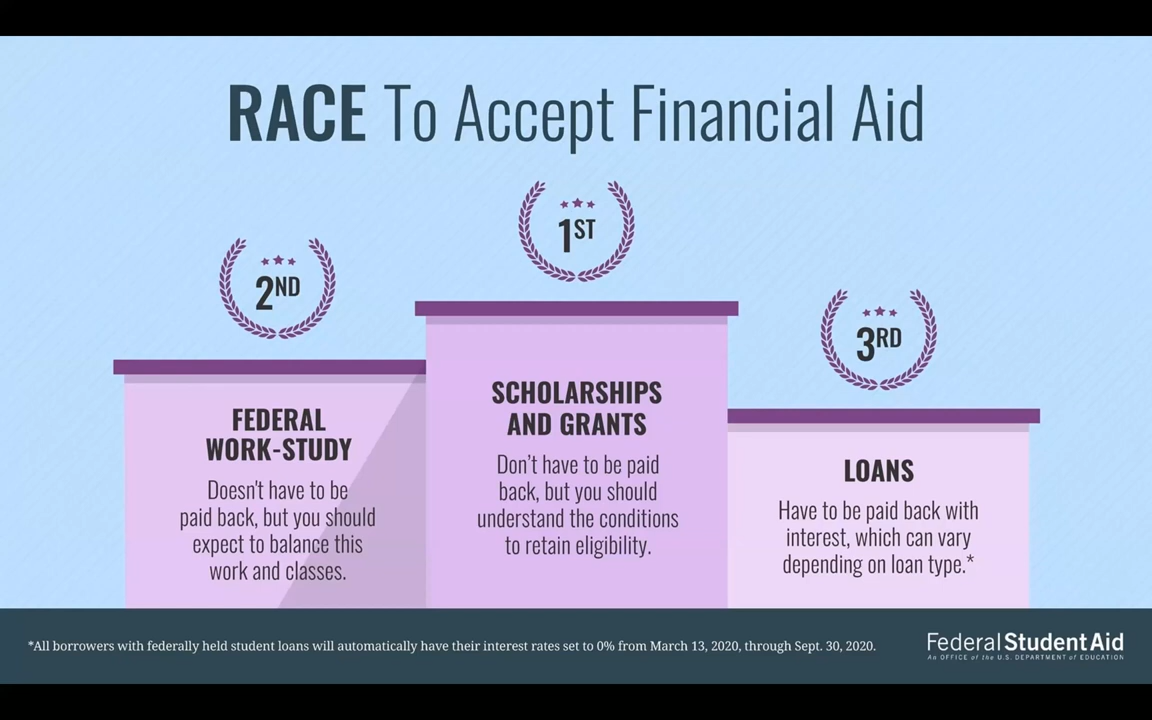 RACE To Accept Financial Aid
1ST
2ND
3RD
FEDERAL
WORK-STUDY
Doesn't have to be
paid back, but you should
expect to balance this
work and classes.
SCHOLARSHIPS
AND GRANTS
Don’t have to be paid
back, but you should
understand the conditions
to retain eligibility.
LOANS
Have to be paid back with
interest, which can vary
depending on loan type.*
*All borrowers with federally held student loans will automatically have their interest rates set to 0% from March 13, 2020, through Sept. 30, 2020.
Federal Student Aid
An OFFICE of the U.S. DEPARTMENT of EDUCATION